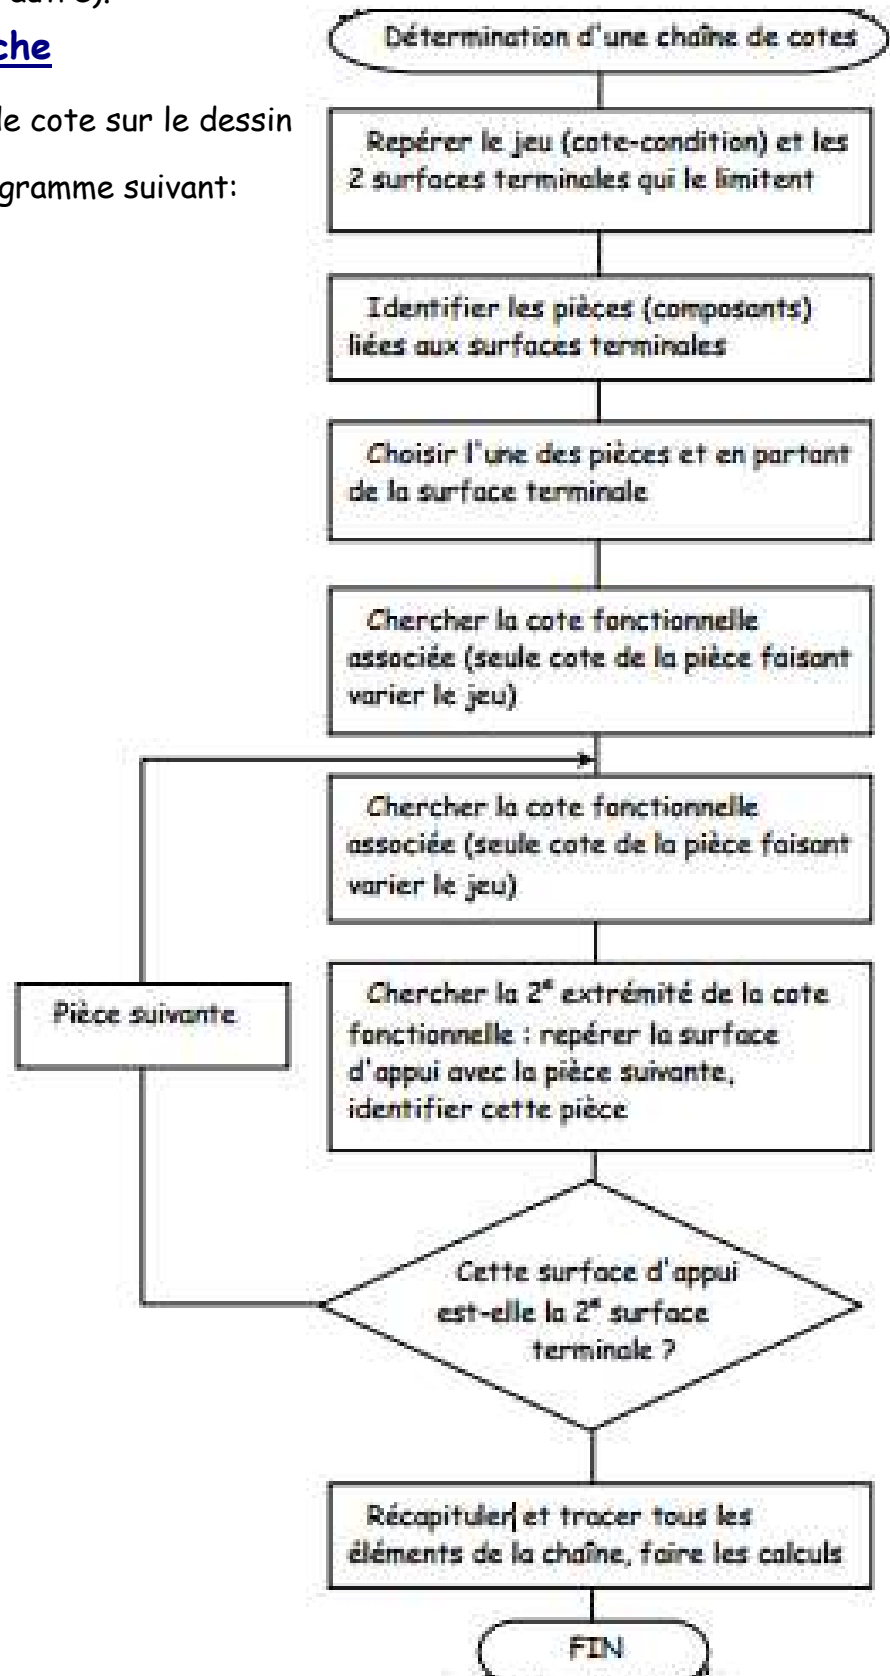 Détermination d'une chaîne de cotes
che
de cote sur le dessin
gramme suivant:
Repérer le jeu (cote-condition) et les
2 surfaces terminales qui le limitent
Identifier les pièces (composants)
liées aux surfaces terminales
Choisir l'une des pièces et en partant
de la surface terminale
Chercher la cote fonctionnelle
associée (seule cote de la pièce faisant
varier le jeu)
Chercher la cote fonctionnelle
associée (seule cote de la pièce faisant
varier le jeu)
Chercher la 2e extrémité de la cote
fonctionnelle : repérer la surface
d'appui avec la pièce suivante,
identifier cette pièce
Pièce suivante
Cette surface d'appui
est-elle la 2e surface
terminale ?
Récapituler et tracer tous les
éléments de la chaîne, faire les calculs
FIN